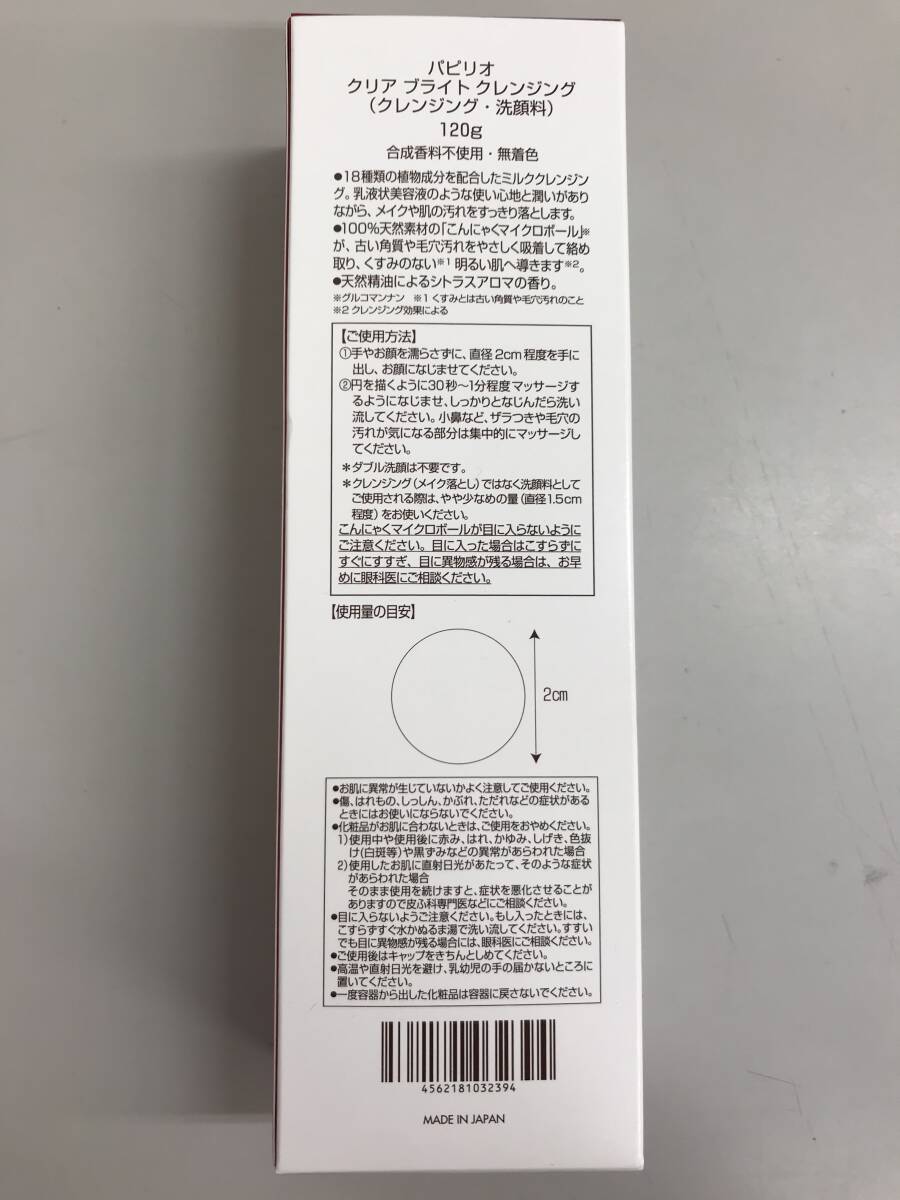 パピリオ
クリア ブライト クレンジング
(クレンジング・洗顔料)
120g
合成香料不使用・無着色
●18種類の植物成分を配合したミルククレンジン
グ。乳液状美容液のような使い心地と潤いがあり
ながら、メイクや肌の汚れをすっきり落とします。
●100%天然素材の「こんにゃくマイクロボール」※
が、古い角質や毛穴汚れをやさしく吸着して絡め
取り、くすみのない※1 明るい肌へ導きます※2。
●天然精油によるシトラスアロマの香り。
※グルコマンナン ※1 くすみとは古い角質や毛穴汚れのこと
※2 クレンジング効果による
【ご使用方法】
①手やお顔を濡らさずに、直径2cm程度を手に
出し、お顔になじませてください。
②円を描くように30秒〜1分程度マッサージす
るようになじませ、しっかりとなじんだら洗い
流してください。小鼻など、ザラつきや毛穴の
汚れが気になる部分は集中的にマッサージし
てください。
＊ダブル洗顔は不要です。
＊クレンジング(メイク落とし)ではなく洗顔料として
ご使用される際は、やや少なめの量(直径1.5cm
程度)をお使いください。
こんにゃくマイクロボールが目に入らないように
ご注意ください。目に入った場合はこすらずに
すぐにすすぎ、目に異物感が残る場合は、お早
めに眼科医にご相談ください。
【使用量の目安】
2cm
●お肌に異常が生じていないかよく注意してご使用ください。
●傷、はれもの、しっしん、かぶれ、ただれなどの症状がある
ときにはお使いにならないでください。
●化粧品がお肌に合わないときは、ご使用をおやめください。
1)使用中や使用後に赤み、はれ、かゆみ、しげき、色抜
け(白斑等)や黒ずみなどの異常があらわれた場合
2)使用したお肌に直射日光があたって、そのような症状
があらわれた場合
そのまま使用を続けますと、症状を悪化させることが
ありますので皮ふ科専門医などにご相談ください。
●目に入らないようご注意ください。もし入ったときには、
こすらずすぐ水かぬるま湯で洗い流してください。すすい
でも目に異物感が残る場合には、眼科医にご相談ください。
●ご使用後はキャップをきちんとしめてください。
●高温や直射日光を避け、乳幼児の手の届かないところに
置いてください。
●一度容器から出した化粧品は容器に戻さないでください。
4562181032394
MADE IN JAPAN